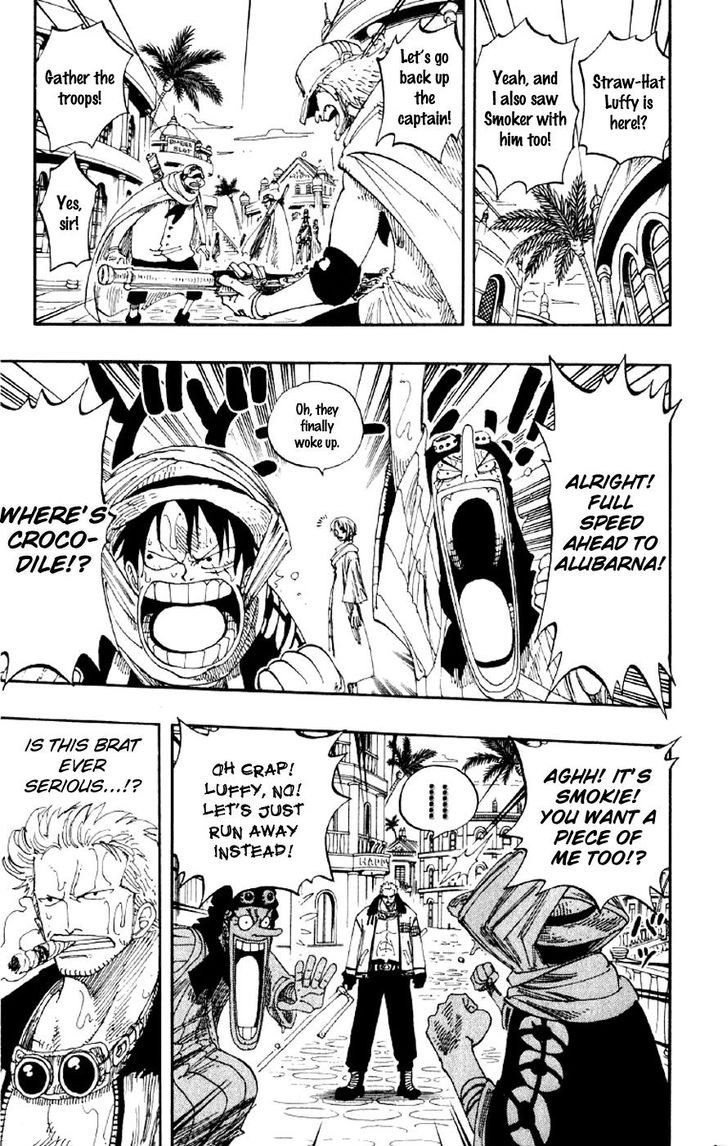 Straw-Hat
Luffy is
here!?
Yeah, and
I also saw
Smoker with
him too!
Let's go
back up
the
captain!
Gather the
troops!
Yes,
sir!
ALRIGHT!
FULL
SPEED
AHEAD TO
ALUBARNA!
Oh, they
finally
woke up.
WHERE'S
CROCO-
DILE!?
AGHH! IT'S
SMOKIE!
YOU WANT A
PIECE OF
ME TOO!?
!!!!!
OH CRAP!
LUFFY, NO!
LET'S JUST
RUN AWAY
INSTEAD!
IS THIS BRAT
EVER
SERIOUS...!?